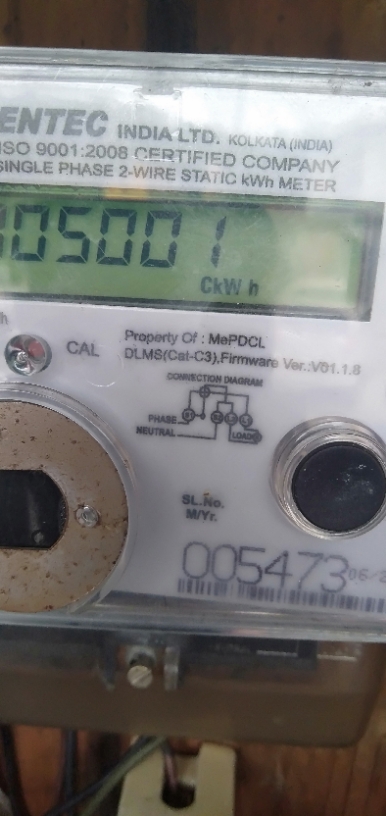 ENTEC INDIA LTD. KOLKATA (INDIA)
ISO 9001:2008 CERTIFIED COMPANY
SINGLE PHASE 2-WIRE STATIC kWh METER
05001
CkW h
h
CAL
Property Of : MePDCL
DLMS(Cat-C3),Firmware Ver.:V01.1.8
CONNECTION DIAGRAM
PHASE
NEUTRAL
LOAD
SL.No.
M/Yr.
005473
06/